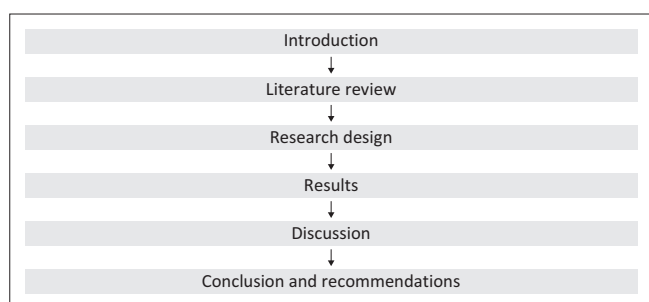 Introduction
Literature review
Research design
Results
Discussion
Conclusion and recommendations